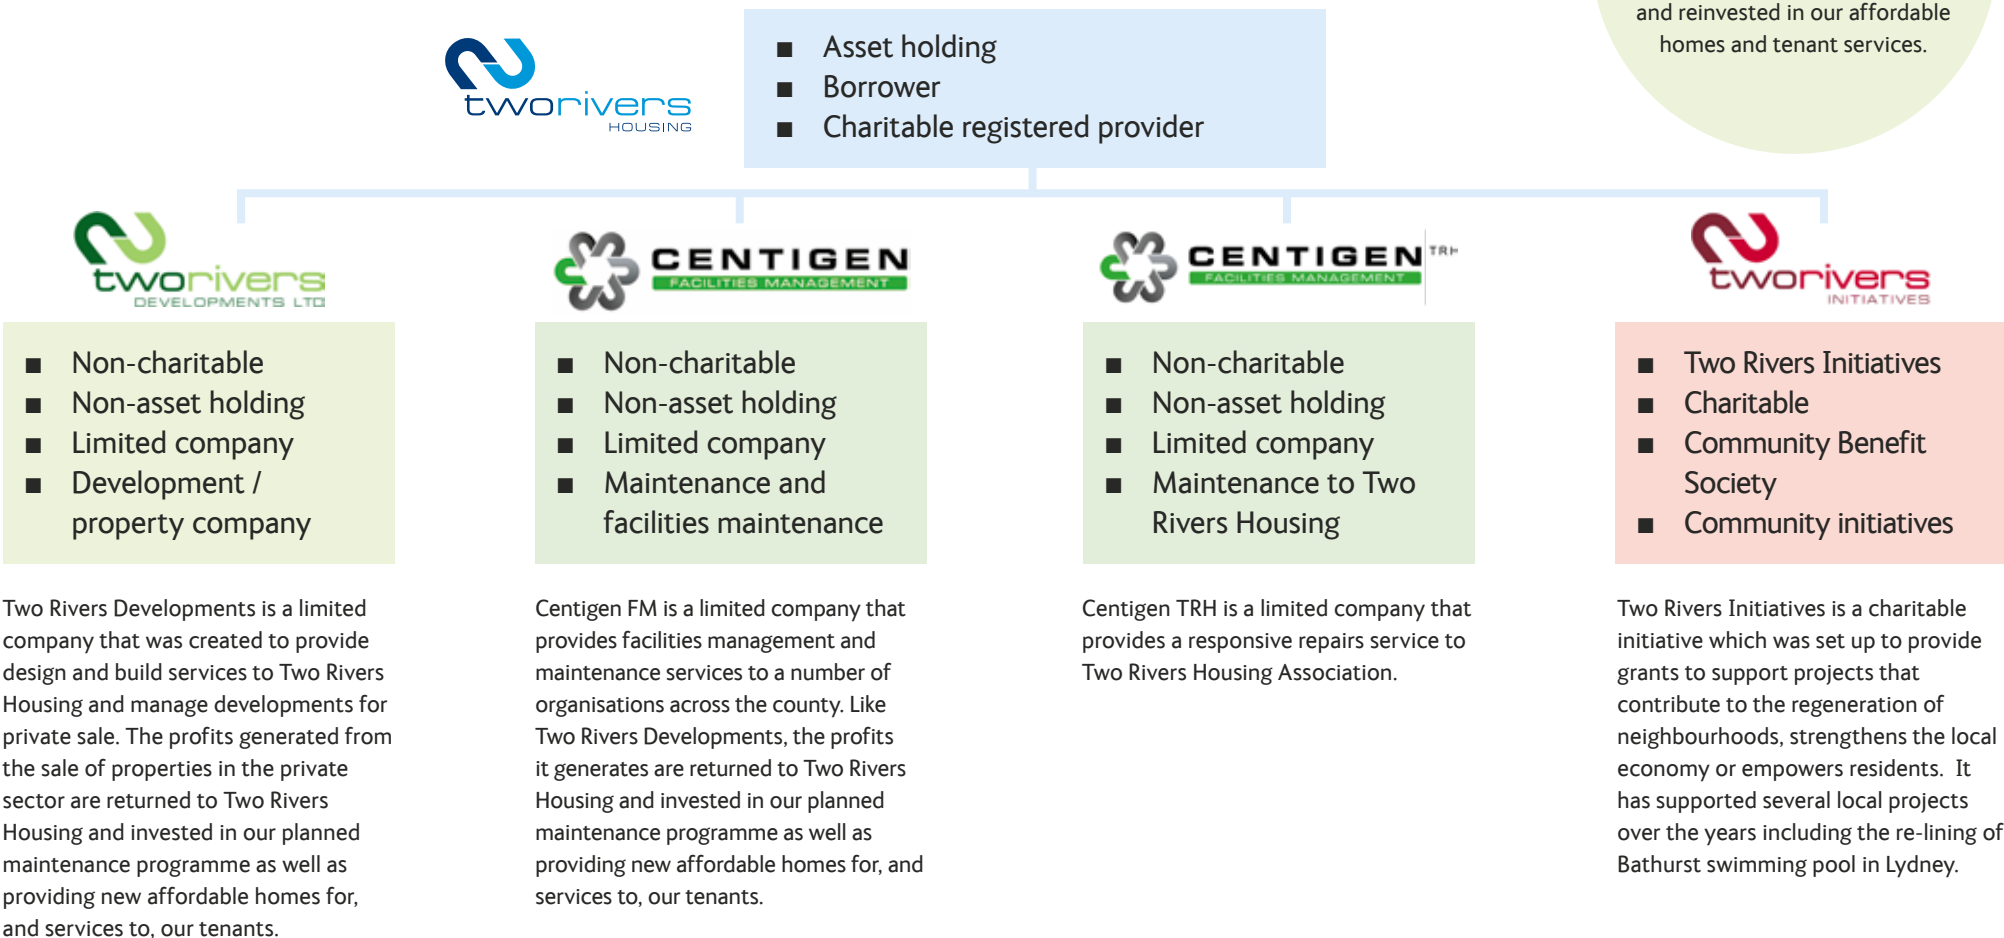 and reinvested in our affordable
homes and tenant services.
tworivers
HOUSING
■ Asset holding
■ Borrower
■ Charitable registered provider
tworivers
DEVELOPMENTS LTD
■ Non-charitable
■ Non-asset holding
■ Limited company
■ Development /
property company
Two Rivers Developments is a limited
company that was created to provide
design and build services to Two Rivers
Housing and manage developments for
private sale. The profits generated from
the sale of properties in the private
sector are returned to Two Rivers
Housing and invested in our planned
maintenance programme as well as
providing new affordable homes for,
and services to, our tenants.
CENTIGEN
FACILITIES MANAGEMENT
■ Non-charitable
■ Non-asset holding
■ Limited company
■ Maintenance and
facilities maintenance
Centigen FM is a limited company that
provides facilities management and
maintenance services to a number of
organisations across the county. Like
Two Rivers Developments, the profits
it generates are returned to Two Rivers
Housing and invested in our planned
maintenance programme as well as
providing new affordable homes for, and
services to, our tenants.
CENTIGEN TRH
FACILITIES MANAGEMENT
■ Non-charitable
■ Non-asset holding
■ Limited company
■ Maintenance to Two
Rivers Housing
Centigen TRH is a limited company that
provides a responsive repairs service to
Two Rivers Housing Association.
tworivers
INITIATIVES
■ Two Rivers Initiatives
■ Charitable
■ Community Benefit
Society
■ Community initiatives
Two Rivers Initiatives is a charitable
initiative which was set up to provide
grants to support projects that
contribute to the regeneration of
neighbourhoods, strengthens the local
economy or empowers residents.  It
has supported several local projects
over the years including the re-lining of
Bathurst swimming pool in Lydney.